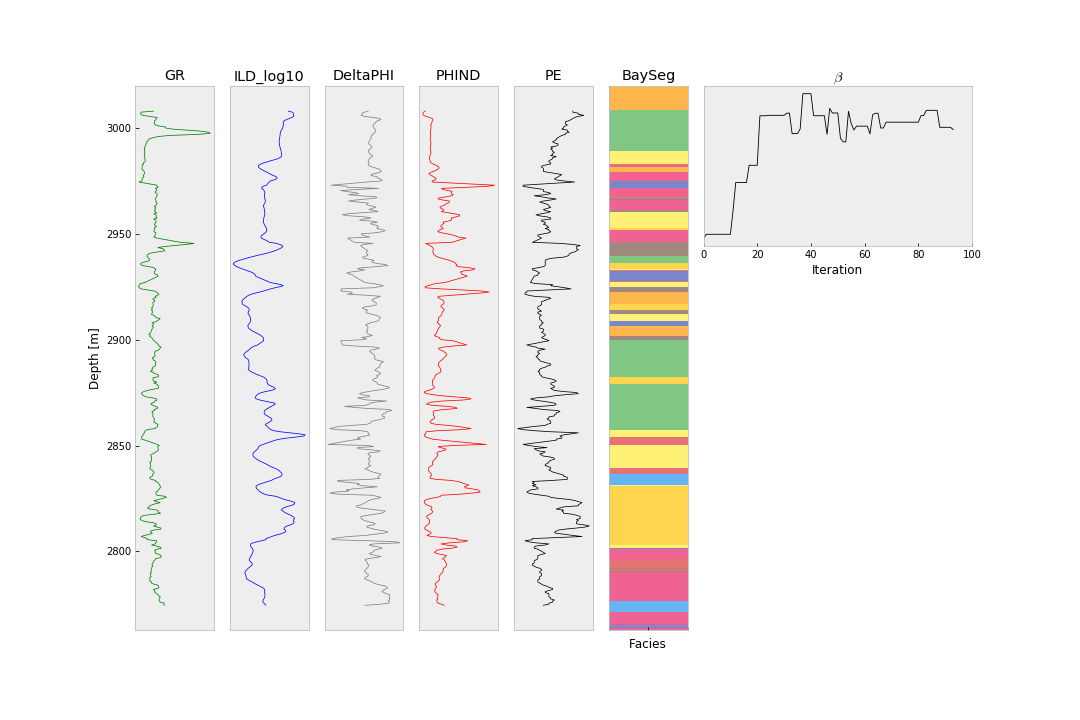 GR ILD_log10 DeltaPHI PHIND PE BaySeg β
3000
2950
2900
2850
2800
Depth [m]
0 20 40 60 80 100
Iteration
Facies